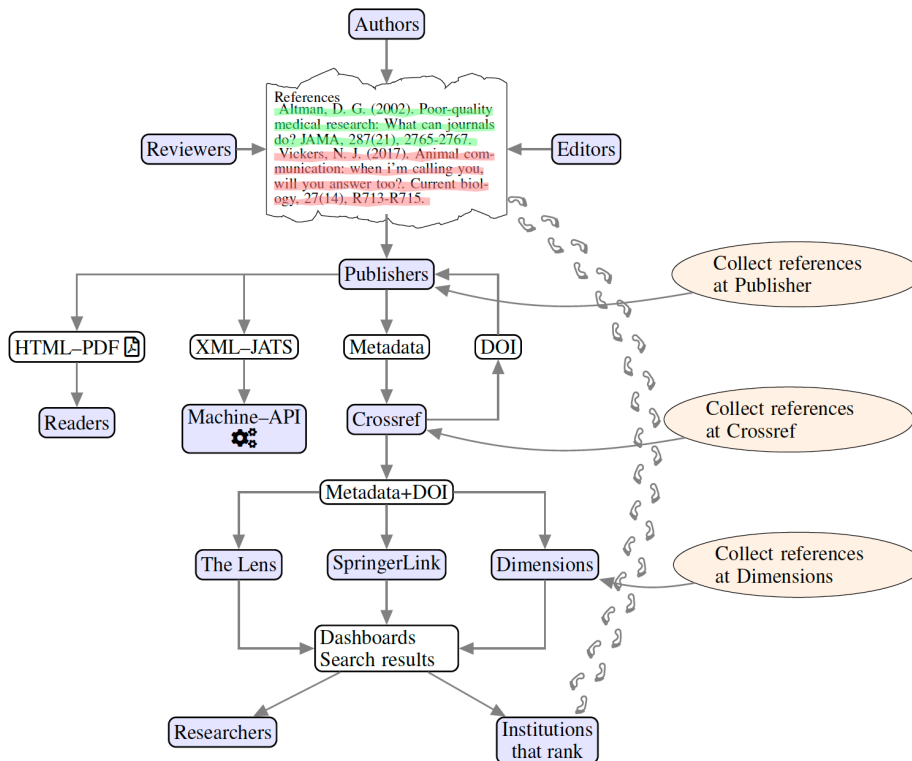 Authors
References
Altman, D. G. (2002). Poor-quality
medical research: What can journals
do? JAMA, 287(21), 2765-2767.
Vickers, N. J. (2017). Animal com-
munication: when i'm calling you,
will you answer too?. Current biol-
ogy, 27(14), R713-R715.
Reviewers
Editors
Publishers
Collect references
at Publisher
HTML–PDF
XML–JATS
Metadata
DOI
Readers
Machine–API
Crossref
Collect references
at Crossref
Metadata+DOI
The Lens
SpringerLink
Dimensions
Collect references
at Dimensions
Dashboards
Search results
Researchers
Institutions
that rank